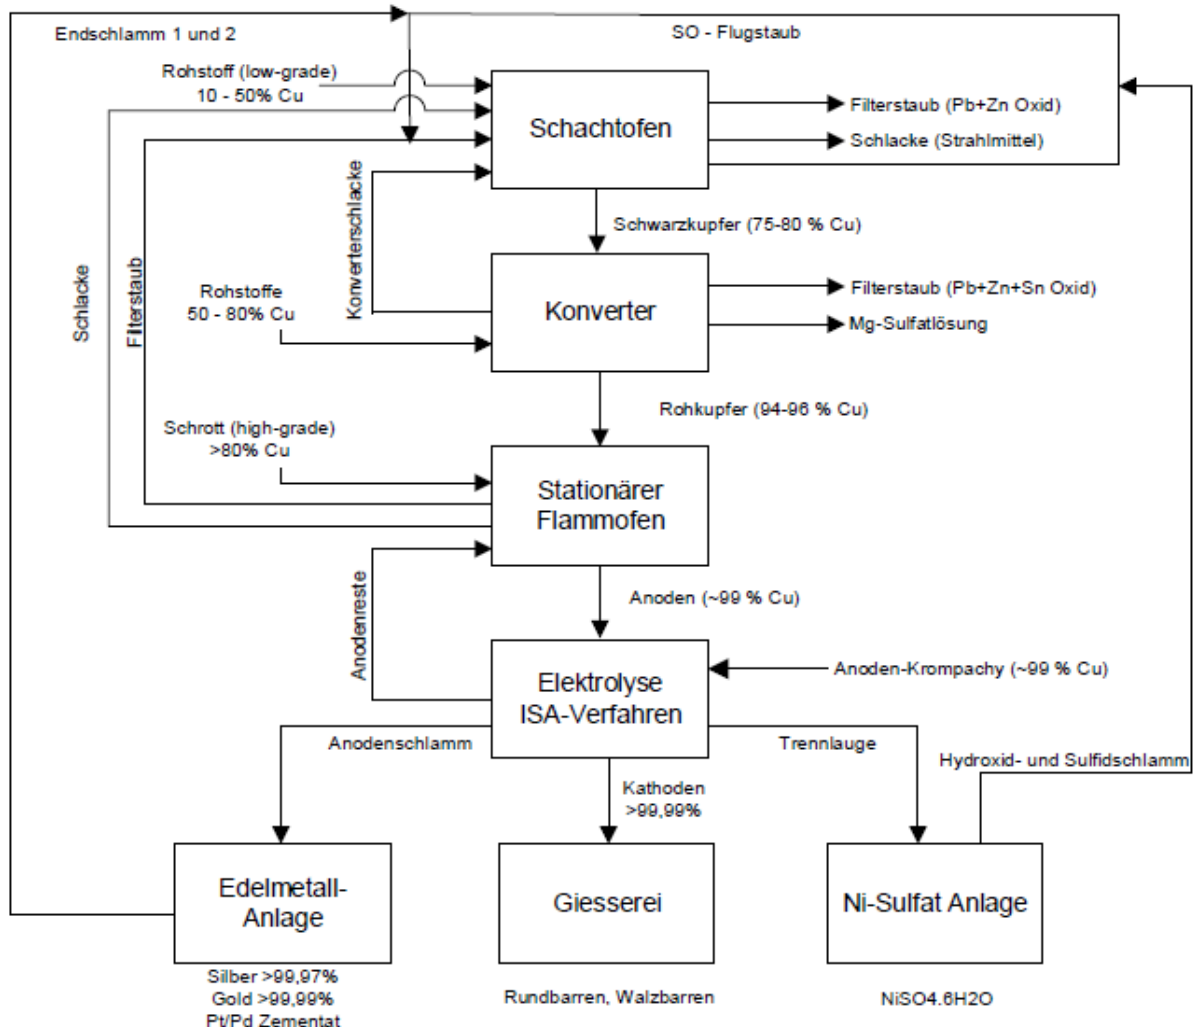 Endschlamm 1 und 2
SO - Flugstaub
Rohstoff (low-grade)
10 - 50% Cu
Schachtofen
Filterstaub (Pb+Zn Oxid)
Schlacke (Strahlmittel)
Schwarzkupfer (75-80 % Cu)
Konverterschlacke
Schlacke
Filterstaub
Rohstoffe
50 - 80% Cu
Konverter
Filterstaub (Pb+Zn+Sn Oxid)
Mg-Sulfatlösung
Rohkupfer (94-96 % Cu)
Schrott (high-grade)
>80% Cu
Stationärer
Flammofen
Anodenreste
Anoden (~99 % Cu)
Elektrolyse
ISA-Verfahren
Anoden-Krompachy (~99 % Cu)
Anodenschlamm
Trennlauge
Hydroxid- und Sulfidschlamm
Kathoden
>99,99%
Edelmetall-
Anlage
Giesserei
Ni-Sulfat Anlage
Silber >99,97%
Gold >99,99%
Pt/Pd Zementat
Rundbarren, Walzbarren
NiSO4.6H2O